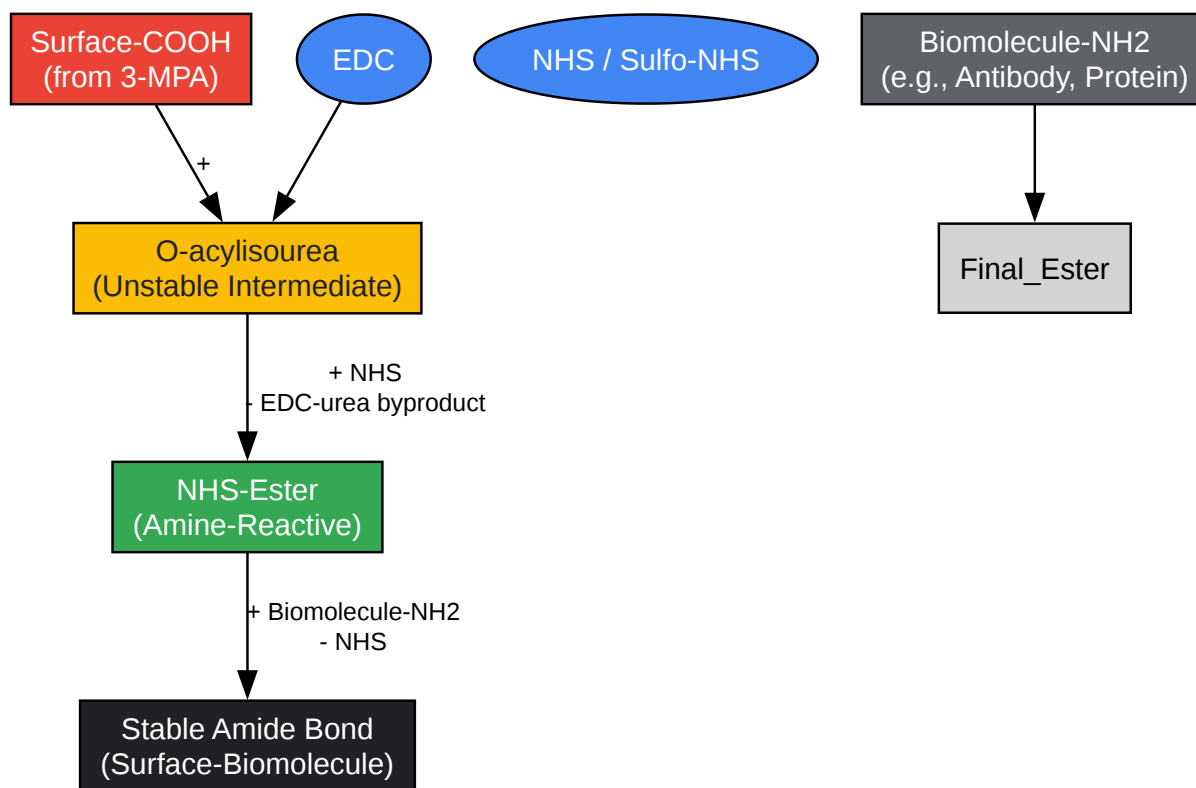 Surface-COOH
(from 3-MPA)
EDC
NHS / Sulfo-NHS
Biomolecule-NH2
(e.g., Antibody, Protein)
+
O-acylisourea
(Unstable Intermediate)
Final_Ester
+ NHS
- EDC-urea byproduct
NHS-Ester
(Amine-Reactive)
+ Biomolecule-NH2
- NHS
Stable Amide Bond
(Surface-Biomolecule)